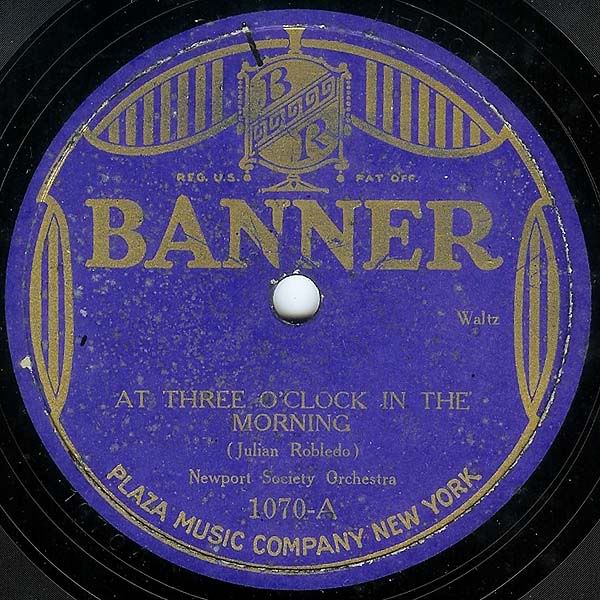 B
R
REG. U.S. PAT OFF.
BANNER
Waltz
AT THREE O'CLOCK IN THE
MORNING
(Julian Robledo)
Newport Society Orchestra
1070-A
PLAZA MUSIC COMPANY NEW YORK